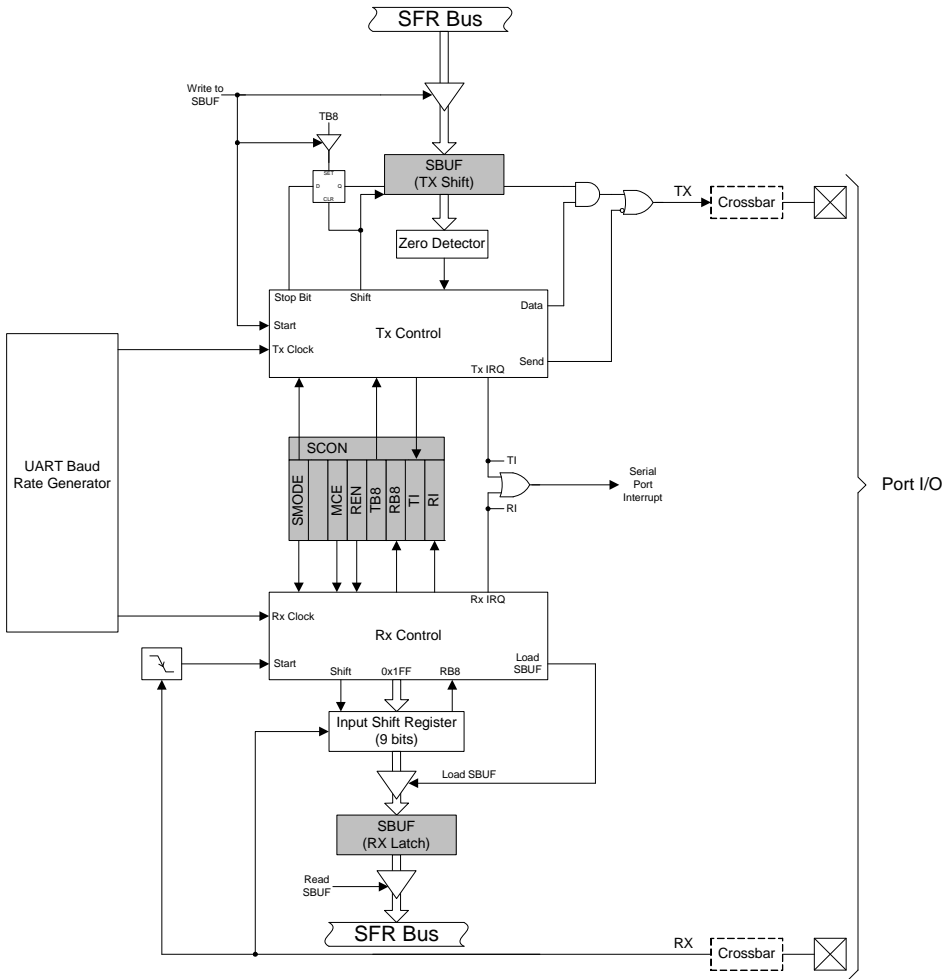 SFR Bus
Write to
SBUF
TB8
SBUF
(TX Shift)
SET
D
Q
CLR
TX
Crossbar
Zero Detector
Stop Bit
Shift
Data
Start
Tx Control
Tx Clock
Send
Tx IRQ
UART Baud
Rate Generator
SCON
SMODE
MCE
REN
TB8
RB8
TI
RI
TI
RI
Serial
Port
Interrupt
Port I/O
Rx IRQ
Rx Clock
Rx Control
Start
Load
SBUF
Shift
0x1FF
RB8
Input Shift Register
(9 bits)
Load SBUF
SBUF
(RX Latch)
Read
SBUF
SFR Bus
RX
Crossbar